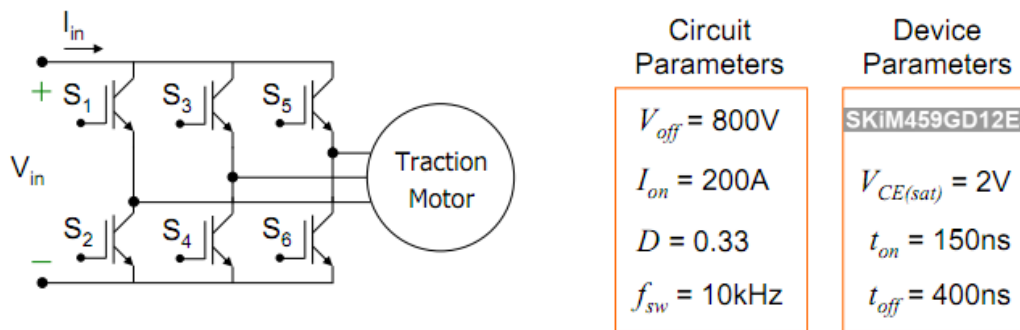 I_in
+
S_1
S_3
S_5
V_in
Traction
Motor
S_2
S_4
S_6
−
Circuit
Parameters
V_off = 800V
I_on = 200A
D = 0.33
f_sw = 10kHz
Device
Parameters
SKiM459GD12E
V_CE(sat) = 2V
t_on = 150ns
t_off = 400ns